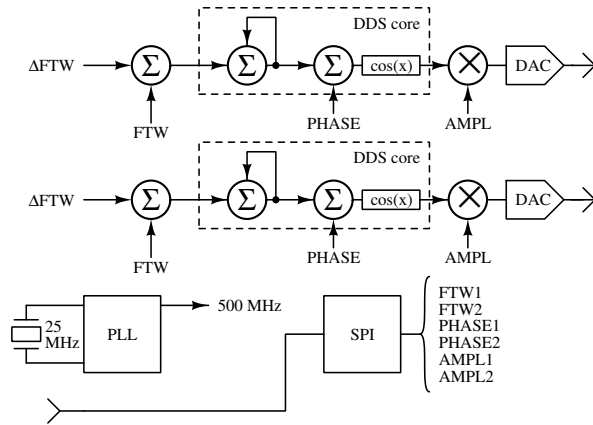 DDS core
ΔFTW
Σ
Σ
Σ
cos(x)
DAC
FTW
PHASE
AMPL
DDS core
ΔFTW
Σ
Σ
Σ
cos(x)
DAC
FTW
PHASE
AMPL
25
MHz
PLL
500 MHz
SPI
FTW1
FTW2
PHASE1
PHASE2
AMPL1
AMPL2